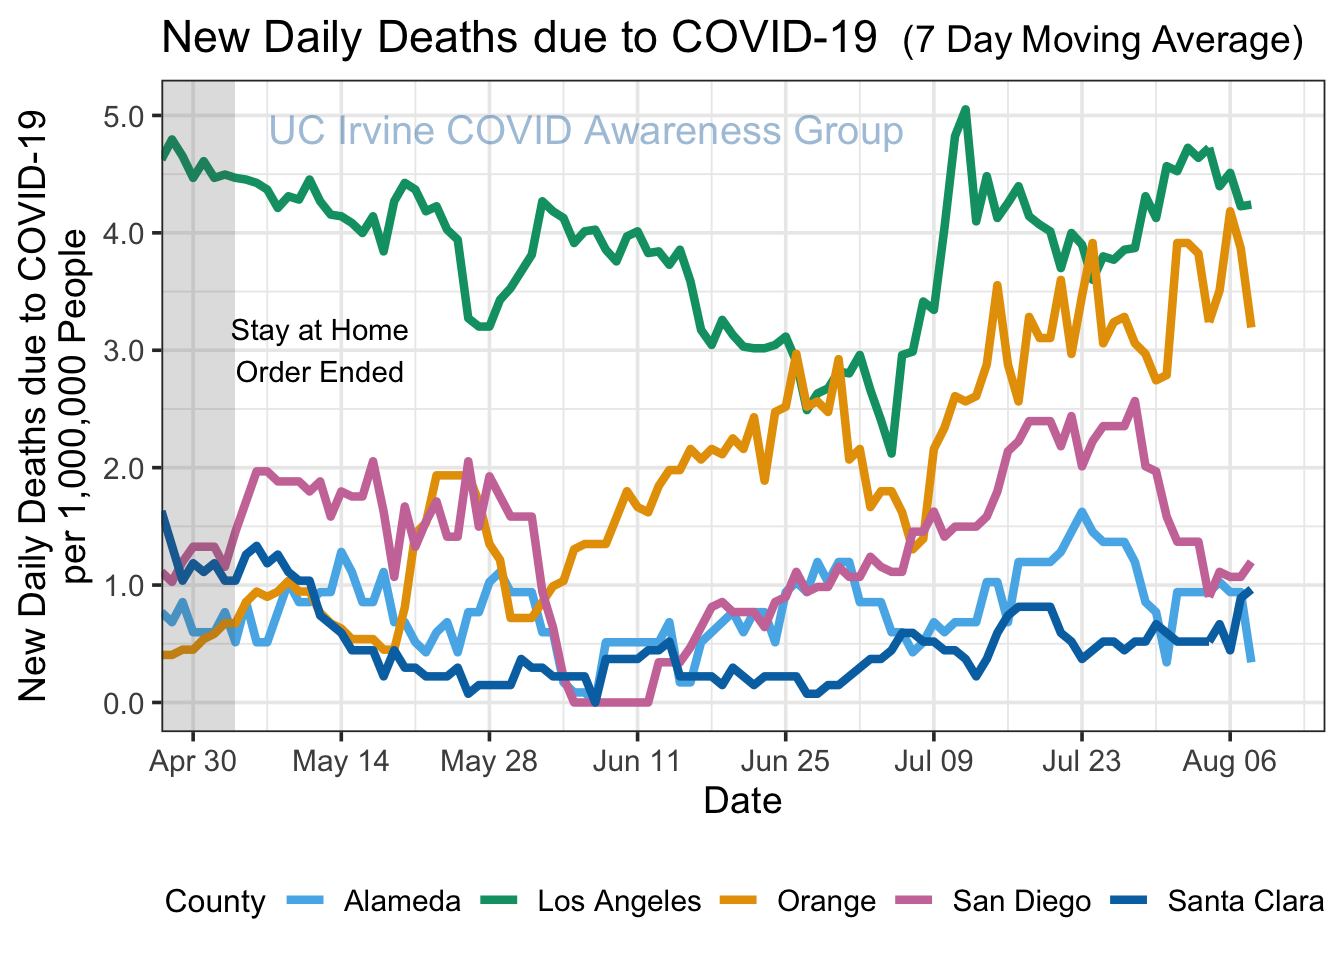 New Daily Deaths due to COVID-19 (7 Day Moving Average)
New Daily Deaths due to COVID-19
per 1,000,000 People
5.0
4.0
3.0
2.0
1.0
0.0
UC Irvine COVID Awareness Group
Stay at Home
Order Ended
Apr 30 May 14 May 28 Jun 11 Jun 25 Jul 09 Jul 23 Aug 06
Date
County Alameda Los Angeles Orange San Diego Santa Clara